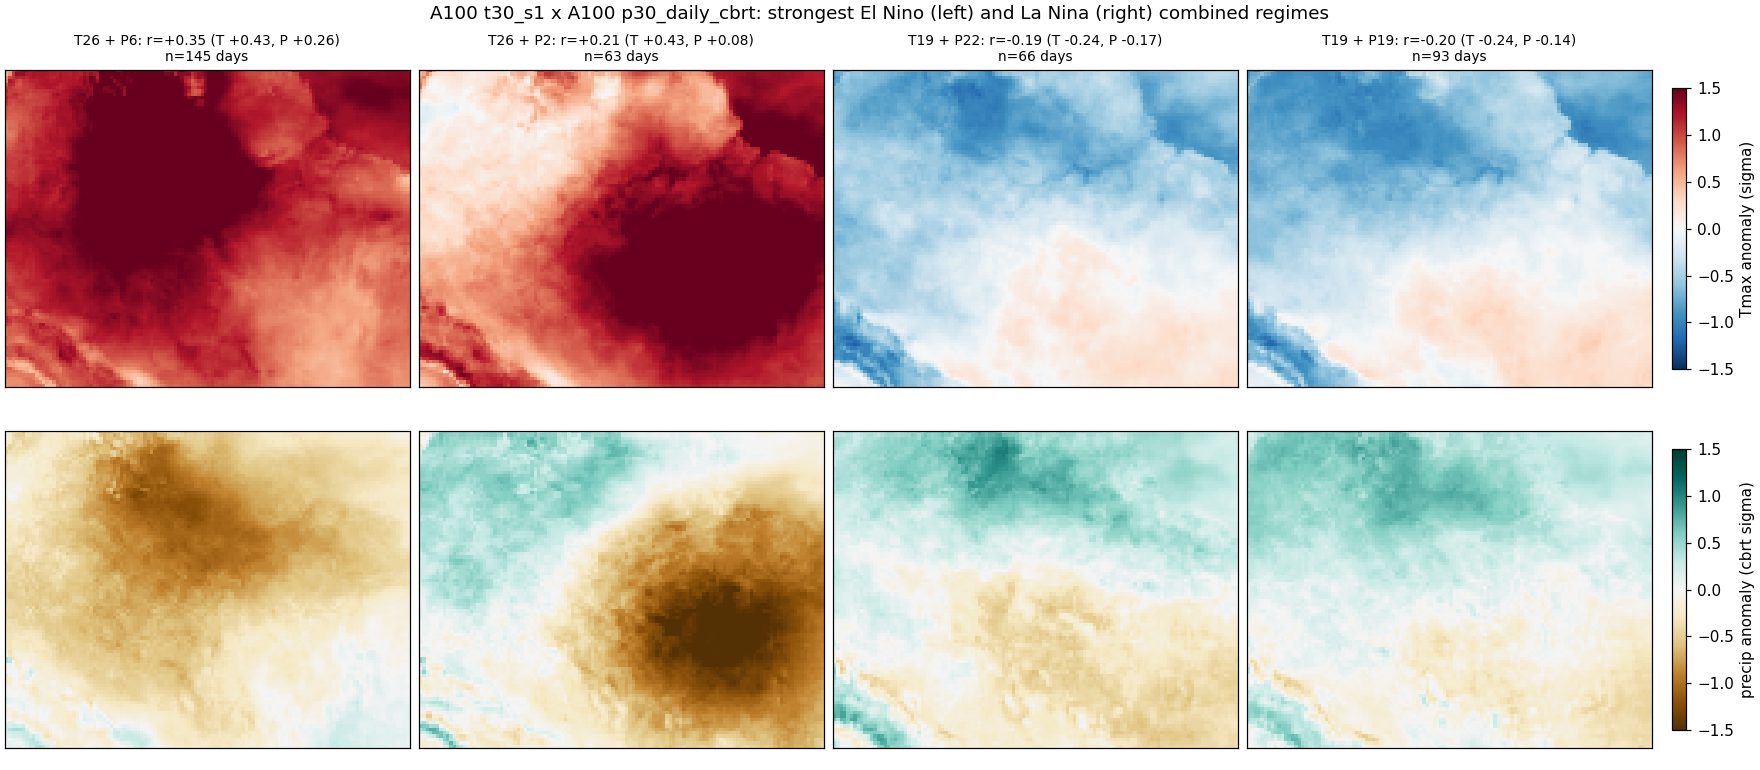 A100 t30_s1 x A100 p30_daily_cbrt: strongest El Nino (left) and La Nina (right) combined regimes
T26 + P6: r=+0.35 (T +0.43, P +0.26)
n=145 days
T26 + P2: r=+0.21 (T +0.43, P +0.08)
n=63 days
T19 + P22: r=-0.19 (T -0.24, P -0.17)
n=66 days
T19 + P19: r=-0.20 (T -0.24, P -0.14)
n=93 days
1.5
1.0
0.5
0.0
−0.5
−1.0
−1.5
Tmax anomaly (sigma)
1.5
1.0
0.5
0.0
−0.5
−1.0
−1.5
precip anomaly (cbrt sigma)